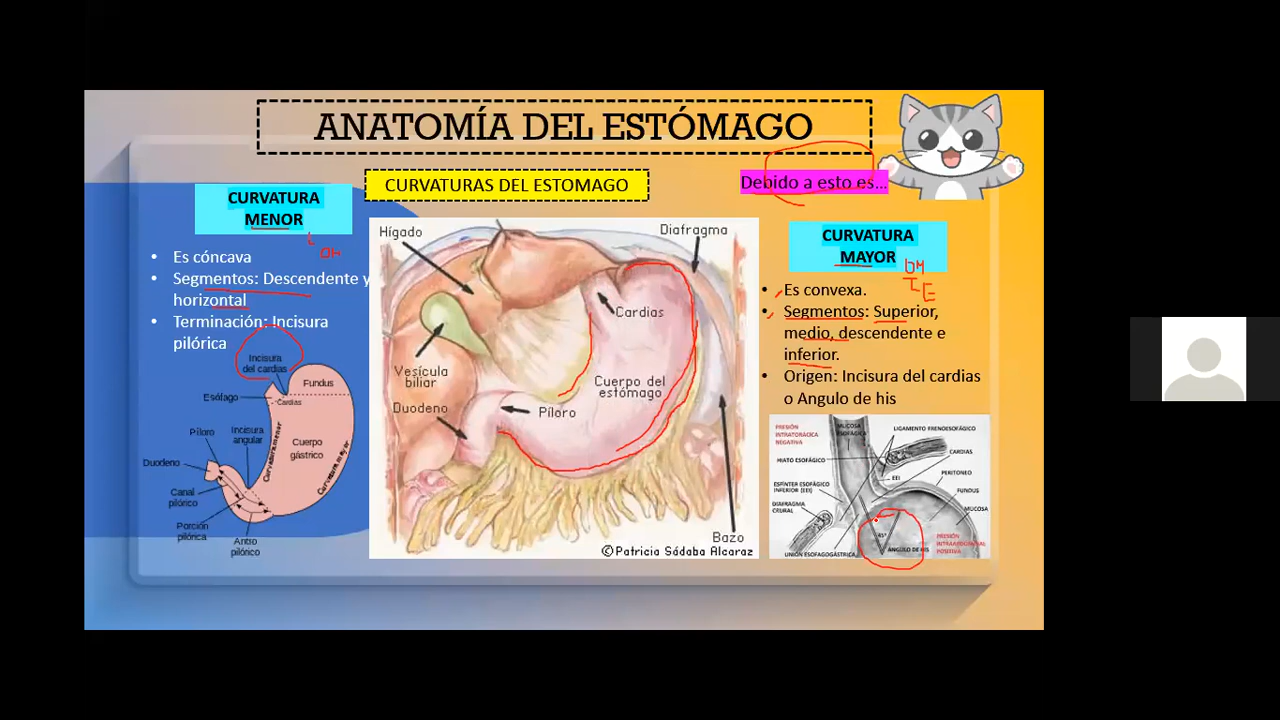 ANATOMÍA DEL ESTÓMAGO
CURVATURAS DEL ESTOMAGO
Debido a esto es...
CURVATURA
MENOR
• Es cóncava
• Segmentos: Descendente y
horizontal
• Terminación: Incisura
pilórica
Incisura
del cardias
Fundus
Esófago
Cardias
Píloro
Incisura
angular
Cuerpo
gástrico
Curvatura menor
Curvatura mayor
Duodeno
Canal
pilórico
Porción
pilórica
Antro
pilórico
Hígado
Diafragma
Cardias
Vesícula
biliar
Cuerpo del
estómago
Duodeno
Píloro
Bazo
©Patricia Sódaba Alcaraz
CURVATURA
MAYOR
• Es convexa.
• Segmentos: Superior,
medio, descendente e
inferior.
• Origen: Incisura del cardias
o Angulo de his
PRESIÓN
INTRATORACICA
NEGATIVA
MUCOSA
ESOFÁGICA
LIGAMENTO FRENOESOFÁGICO
CARDIAS
HIATO ESOFÁGICO
PERITONEO
EEI
ESFÍNTER ESOFÁGICO
INFERIOR (EEI)
FUNDUS
DIAFRAGMA
CRURAL
MUCOSA
45°
ÁNGULO DE HIS
UNIÓN ESOFAGOGÁSTRICA
PRESIÓN
INTRAABDOMINAL
POSITIVA